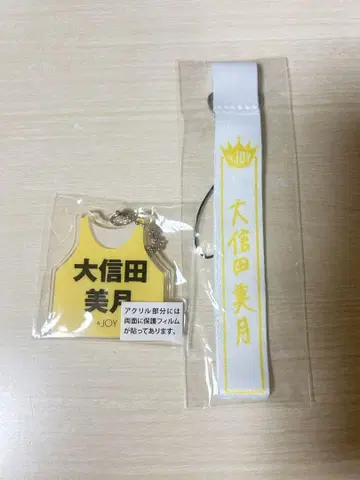 大信田
美月
&JOY
アクリル部分には
両面に保護フィルム
が貼ってあります。
&JOY
大信田美月